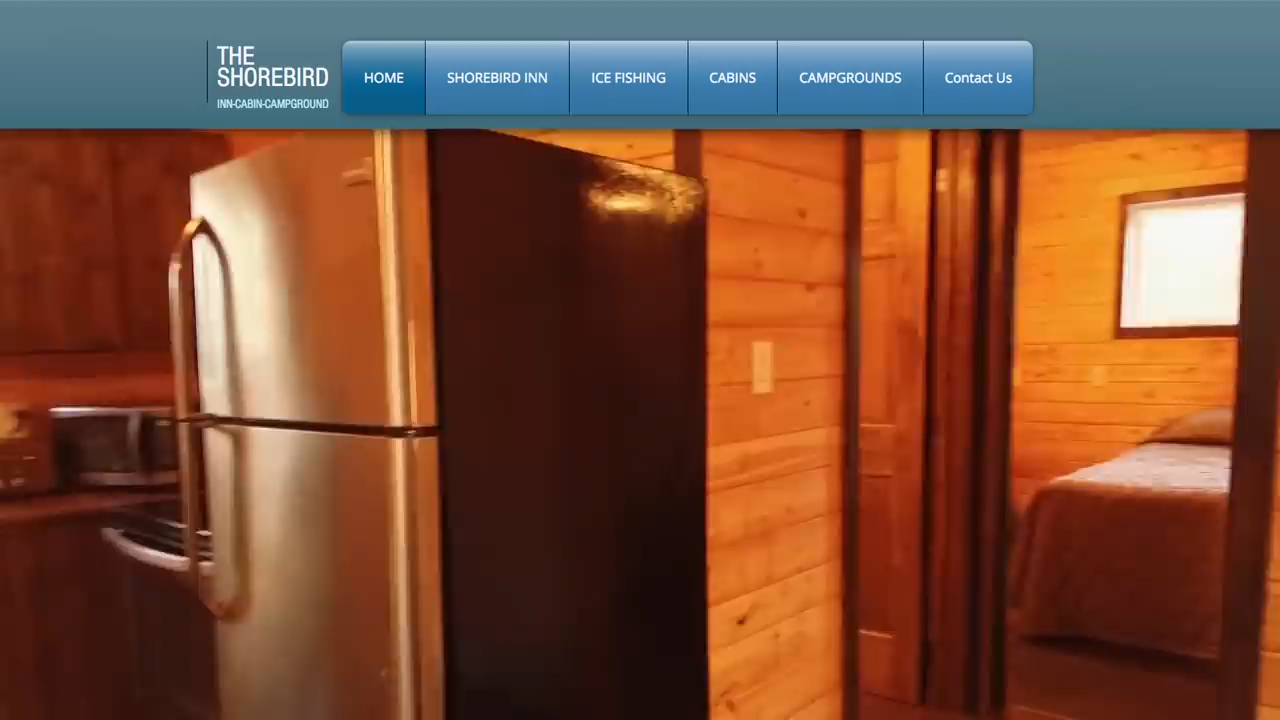 THE
SHOREBIRD
INN-CABIN-CAMPGROUND
HOME
SHOREBIRD INN
ICE FISHING
CABINS
CAMPGROUNDS
Contact Us